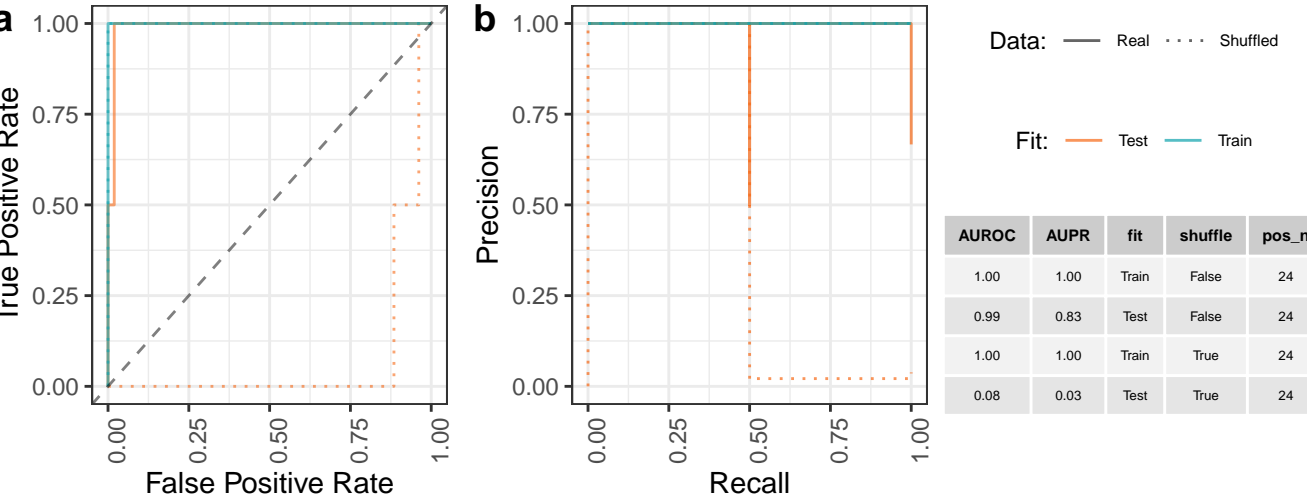 a
1.00
0.75
0.50
0.25
0.00
True Positive Rate
0.00 0.25 0.50 0.75 1.00
False Positive Rate
b
1.00
0.75
0.50
0.25
0.00
Precision
0.00 0.25 0.50 0.75 1.00
Recall
Data: Real Shuffled
Fit: Test Train
AUROC AUPR fit shuffle pos_n
1.00 1.00 Train False 24
0.99 0.83 Test False 24
1.00 1.00 Train True 24
0.08 0.03 Test True 24